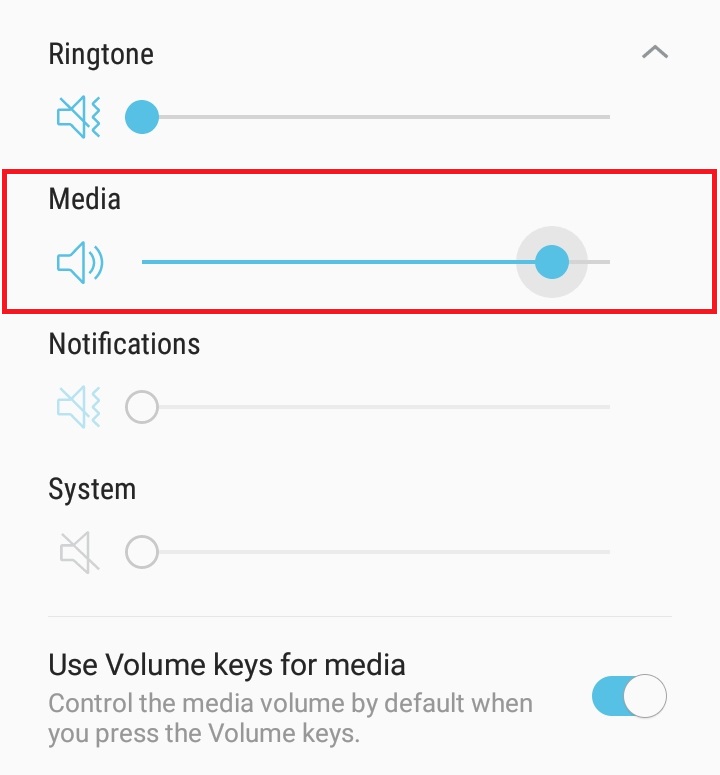 Ringtone
Media
Notifications
System
Use Volume keys for media
Control the media volume by default when
you press the Volume keys.